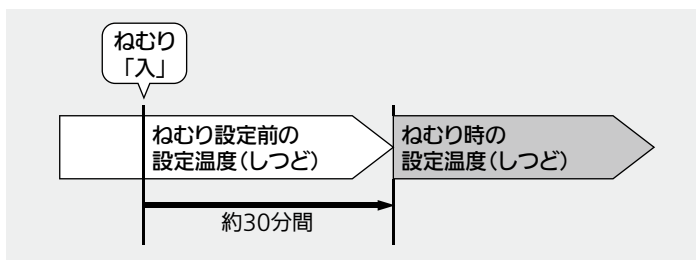 ねむり
「入」
ねむり設定前の
設定温度（しつど）
ねむり時の
設定温度（しつど）
約30分間